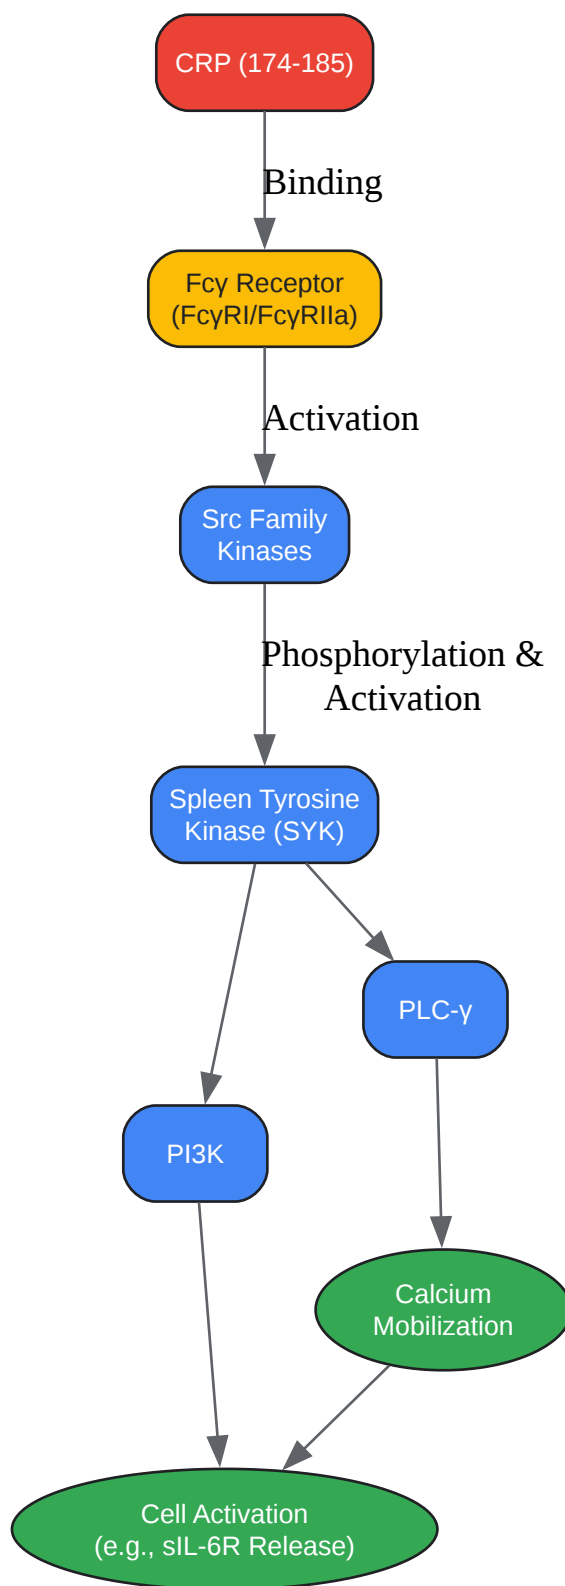 CRP (174-185)
Binding
Fcγ Receptor
(FcγRI/FcγRIIa)
Activation
Src Family
Kinases
Phosphorylation &
Activation
Spleen Tyrosine
Kinase (SYK)
PLC-γ
PI3K
Calcium
Mobilization
Cell Activation
(e.g., sIL-6R Release)